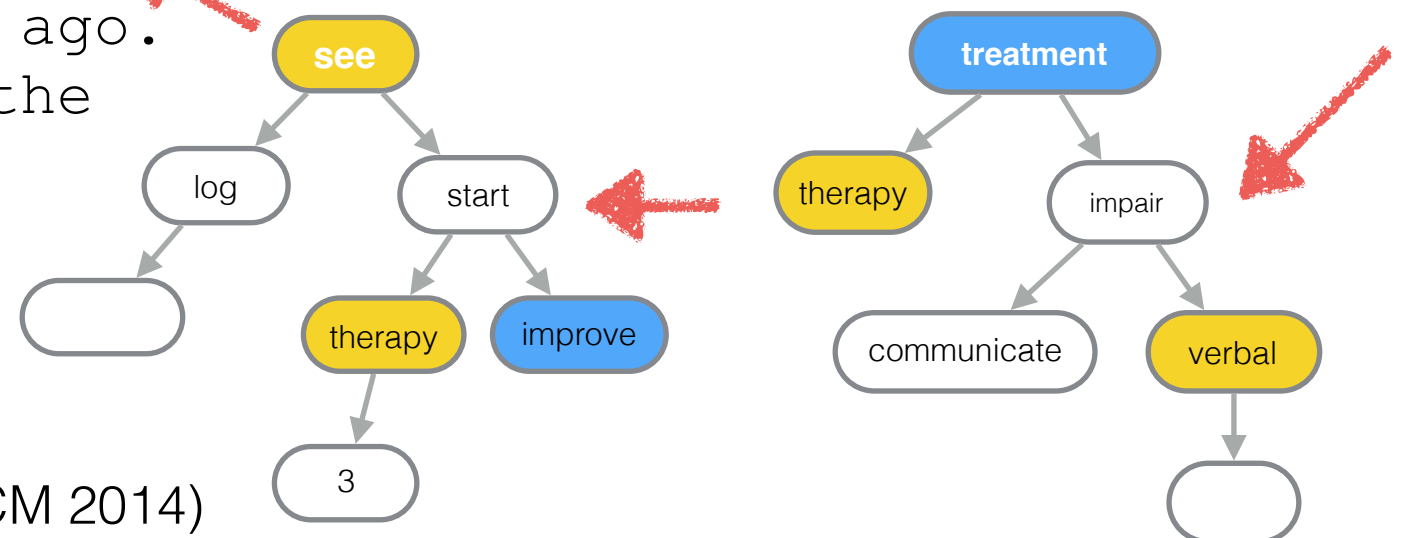 ago.
the
see
log
start
therapy
improve
3
CM 2014)
treatment
therapy
impair
communicate
verbal